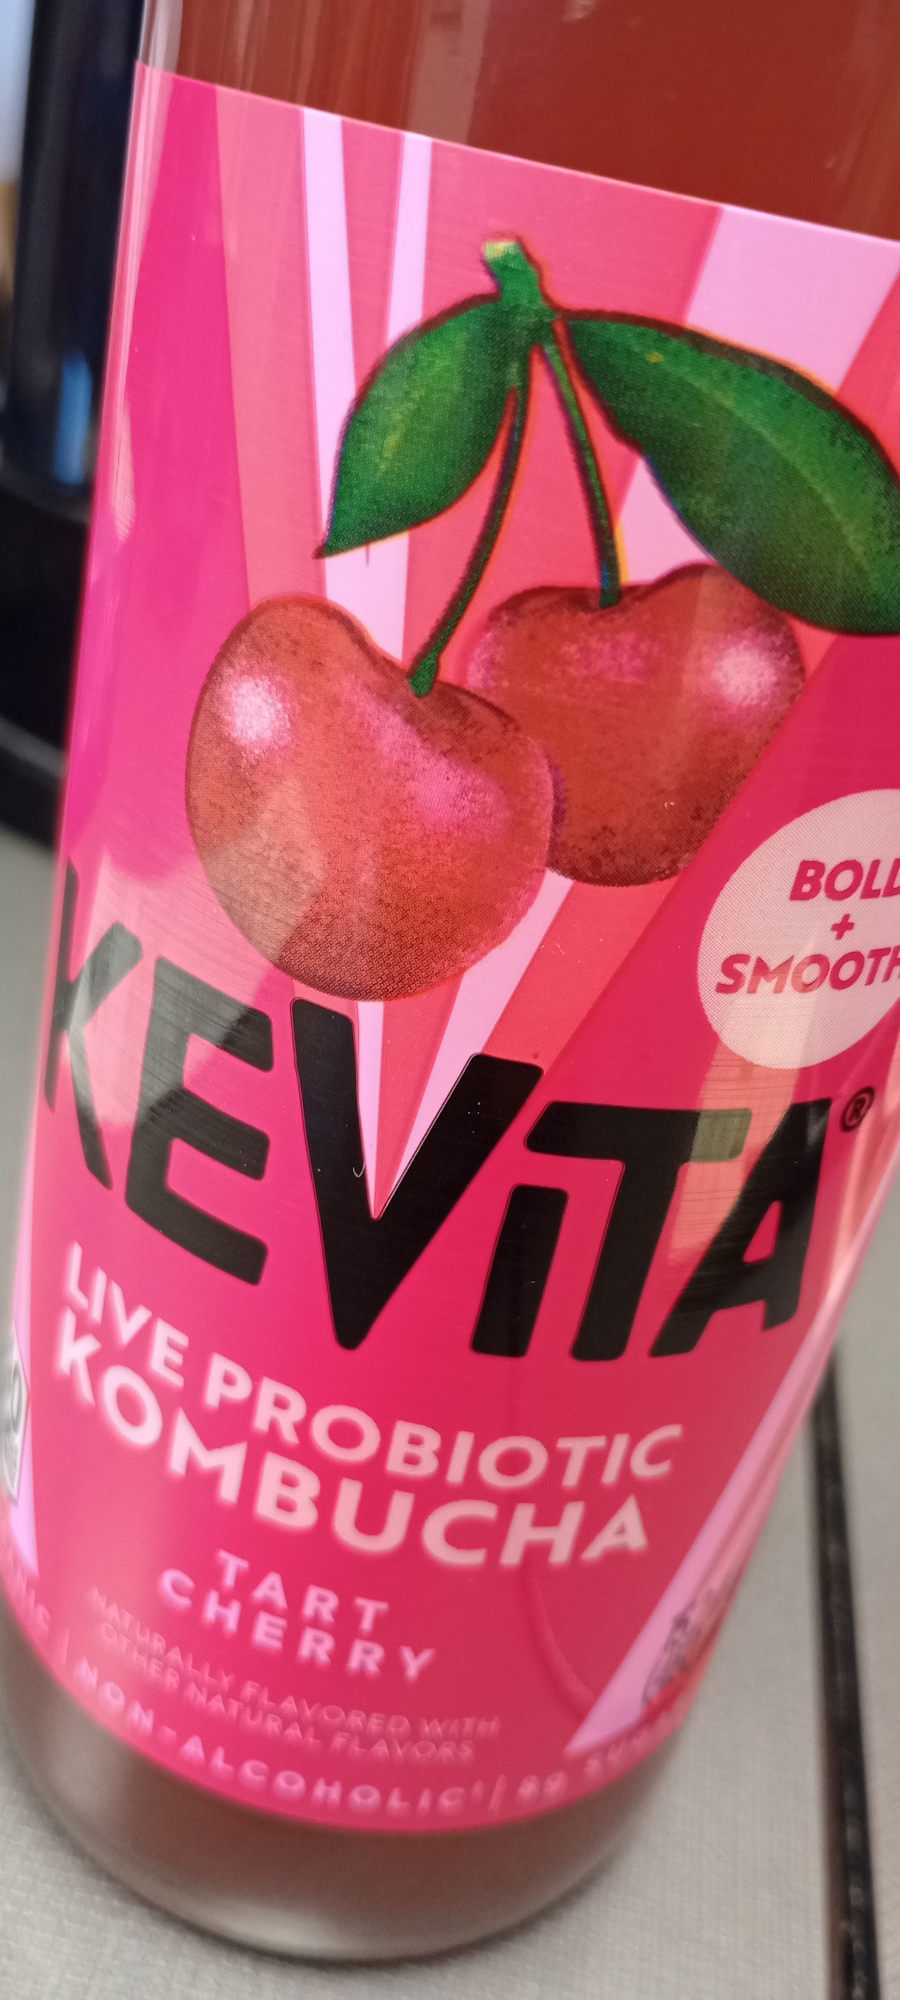 BOLD
+
SMOOTH
KEVITA®
LIVE PROBIOTIC
KOMBUCHA
TART
CHERRY
NATURALLY FLAVORED WITH
OTHER NATURAL FLAVORS
| NON-ALCOHOLIC† |